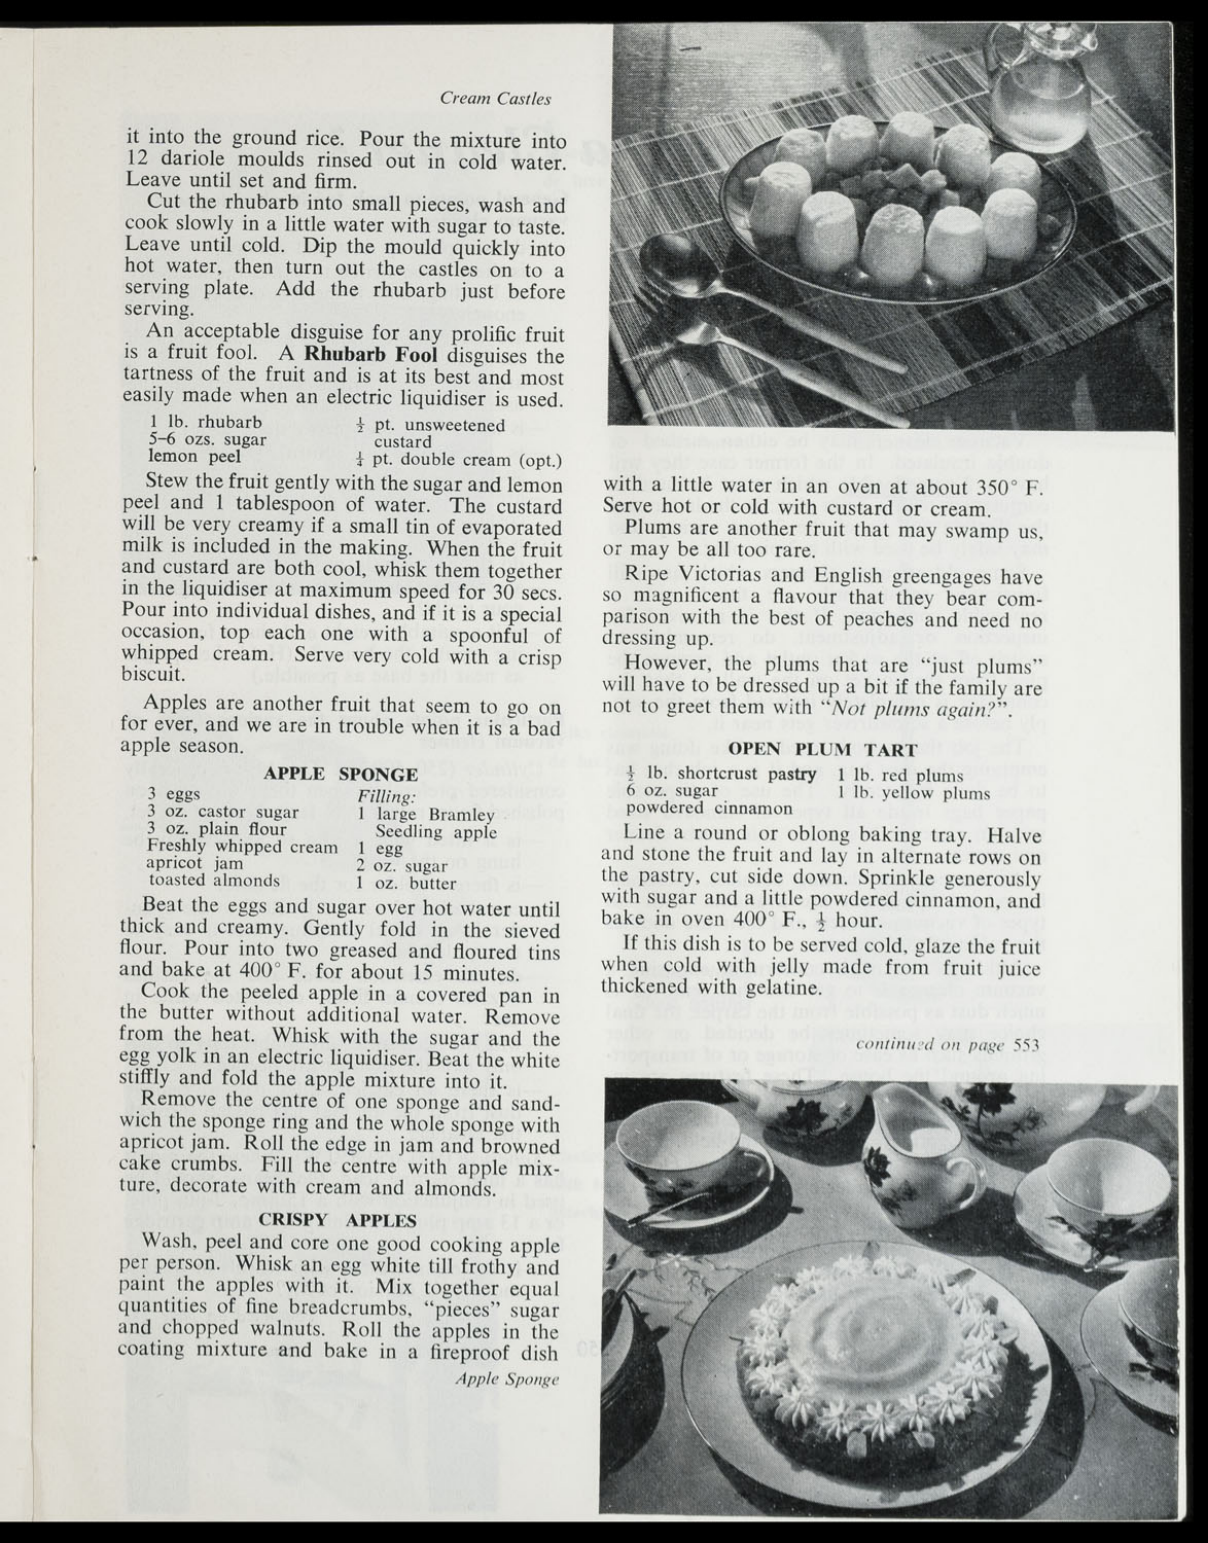 Cream Castles
it into the ground rice. Pour the mixture into
12 dariole moulds rinsed out in cold water.
Leave until set and firm.
Cut the rhubarb into small pieces, wash and
cook slowly in a little water with sugar to taste.
Leave until cold. Dip the mould quickly into
hot water, then turn out the castles on to a
serving plate. Add the rhubarb just before
serving.
An acceptable disguise for any prolific fruit
is a fruit fool. A Rhubarb Fool disguises the
tartness of the fruit and is at its best and most
easily made when an electric liquidiser is used.
1 lb. rhubarb
5-6 ozs. sugar
lemon peel
½ pt. unsweetened
custard
¼ pt. double cream (opt.)
Stew the fruit gently with the sugar and lemon
peel and 1 tablespoon of water. The custard
will be very creamy if a small tin of evaporated
milk is included in the making. When the fruit
and custard are both cool, whisk them together
in the liquidiser at maximum speed for 30 secs.
Pour into individual dishes, and if it is a special
occasion, top each one with a spoonful of
whipped cream. Serve very cold with a crisp
biscuit.
Apples are another fruit that seem to go on
for ever, and we are in trouble when it is a bad
apple season.
APPLE SPONGE
3 eggs
3 oz. castor sugar
3 oz. plain flour
Freshly whipped cream
apricot jam
toasted almonds
Filling:
1 large Bramley
Seedling apple
1 egg
2 oz. sugar
1 oz. butter
Beat the eggs and sugar over hot water until
thick and creamy. Gently fold in the sieved
flour. Pour into two greased and floured tins
and bake at 400° F. for about 15 minutes.
Cook the peeled apple in a covered pan in
the butter without additional water. Remove
from the heat. Whisk with the sugar and the
egg yolk in an electric liquidiser. Beat the white
stiffly and fold the apple mixture into it.
Remove the centre of one sponge and sand-
wich the sponge ring and the whole sponge with
apricot jam. Roll the edge in jam and browned
cake crumbs. Fill the centre with apple mix-
ture, decorate with cream and almonds.
CRISPY APPLES
Wash, peel and core one good cooking apple
per person. Whisk an egg white till frothy and
paint the apples with it. Mix together equal
quantities of fine breadcrumbs, “pieces” sugar
and chopped walnuts. Roll the apples in the
coating mixture and bake in a fireproof dish
Apple Sponge
with a little water in an oven at about 350° F.
Serve hot or cold with custard or cream.
Plums are another fruit that may swamp us,
or may be all too rare.
Ripe Victorias and English greengages have
so magnificent a flavour that they bear com-
parison with the best of peaches and need no
dressing up.
However, the plums that are “just plums”
will have to be dressed up a bit if the family are
not to greet them with “Not plums again?”.
OPEN PLUM TART
½ lb. shortcrust pastry
6 oz. sugar
powdered cinnamon
1 lb. red plums
1 lb. yellow plums
Line a round or oblong baking tray. Halve
and stone the fruit and lay in alternate rows on
the pastry, cut side down. Sprinkle generously
with sugar and a little powdered cinnamon, and
bake in oven 400° F., ½ hour.
If this dish is to be served cold, glaze the fruit
when cold with jelly made from fruit juice
thickened with gelatine.
continued on page 553